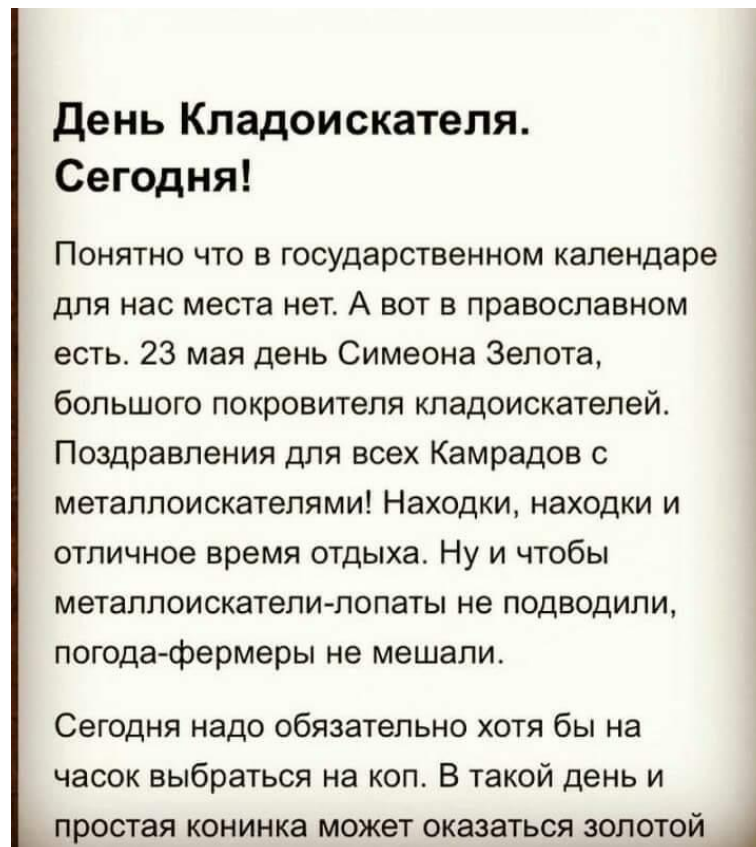 День Кладоискателя.
Сегодня!
Понятно что в государственном календаре
для нас места нет. А вот в православном
есть. 23 мая день Симеона Зелота,
большого покровителя кладоискателей.
Поздравления для всех Камрадов с
металлоискателями! Находки, находки и
отличное время отдыха. Ну и чтобы
металлоискатели-лопаты не подводили,
погода-фермеры не мешали.
Сегодня надо обязательно хотя бы на
часок выбраться на коп. В такой день и
простая конинка может оказаться золотой